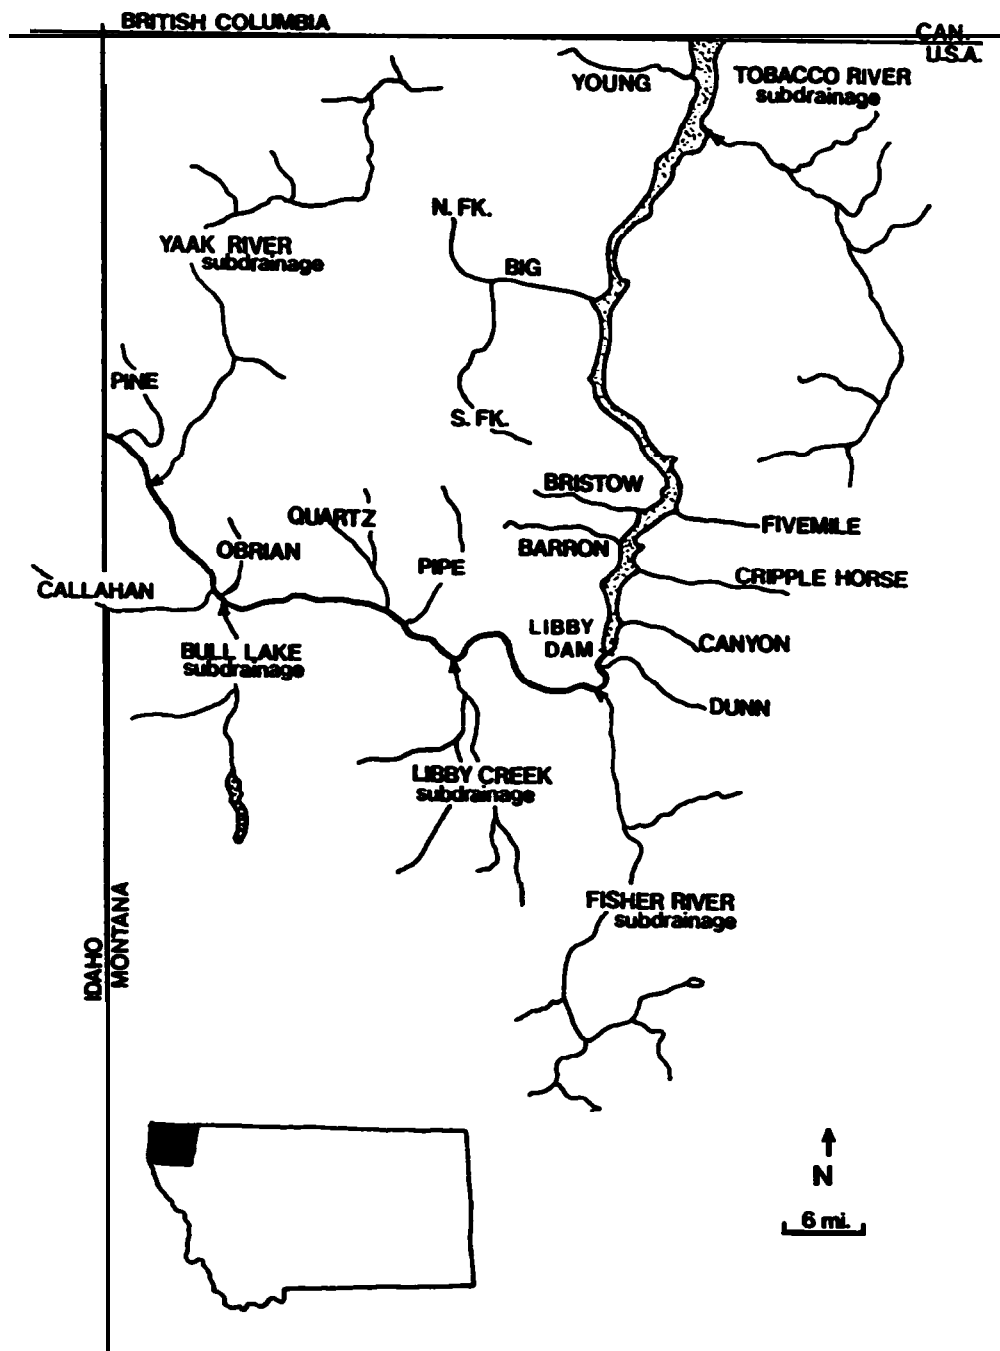 BRITISH COLUMBIA
CAN.
U.S.A.
YOUNG
TOBACCO RIVER
subdrainage
N. FK.
YAAK RIVER
subdrainage
BIG
PINE
S. FK.
BRISTOW
QUARTZ
FIVEMILE
OBRIAN
BARRON
PIPE
CRIPPLE HORSE
CALLAHAN
LIBBY
DAM
CANYON
BULL LAKE
subdrainage
DUNN
LIBBY CREEK
subdrainage
FISHER RIVER
subdrainage
IDAHO
MONTANA
N
6 mi.